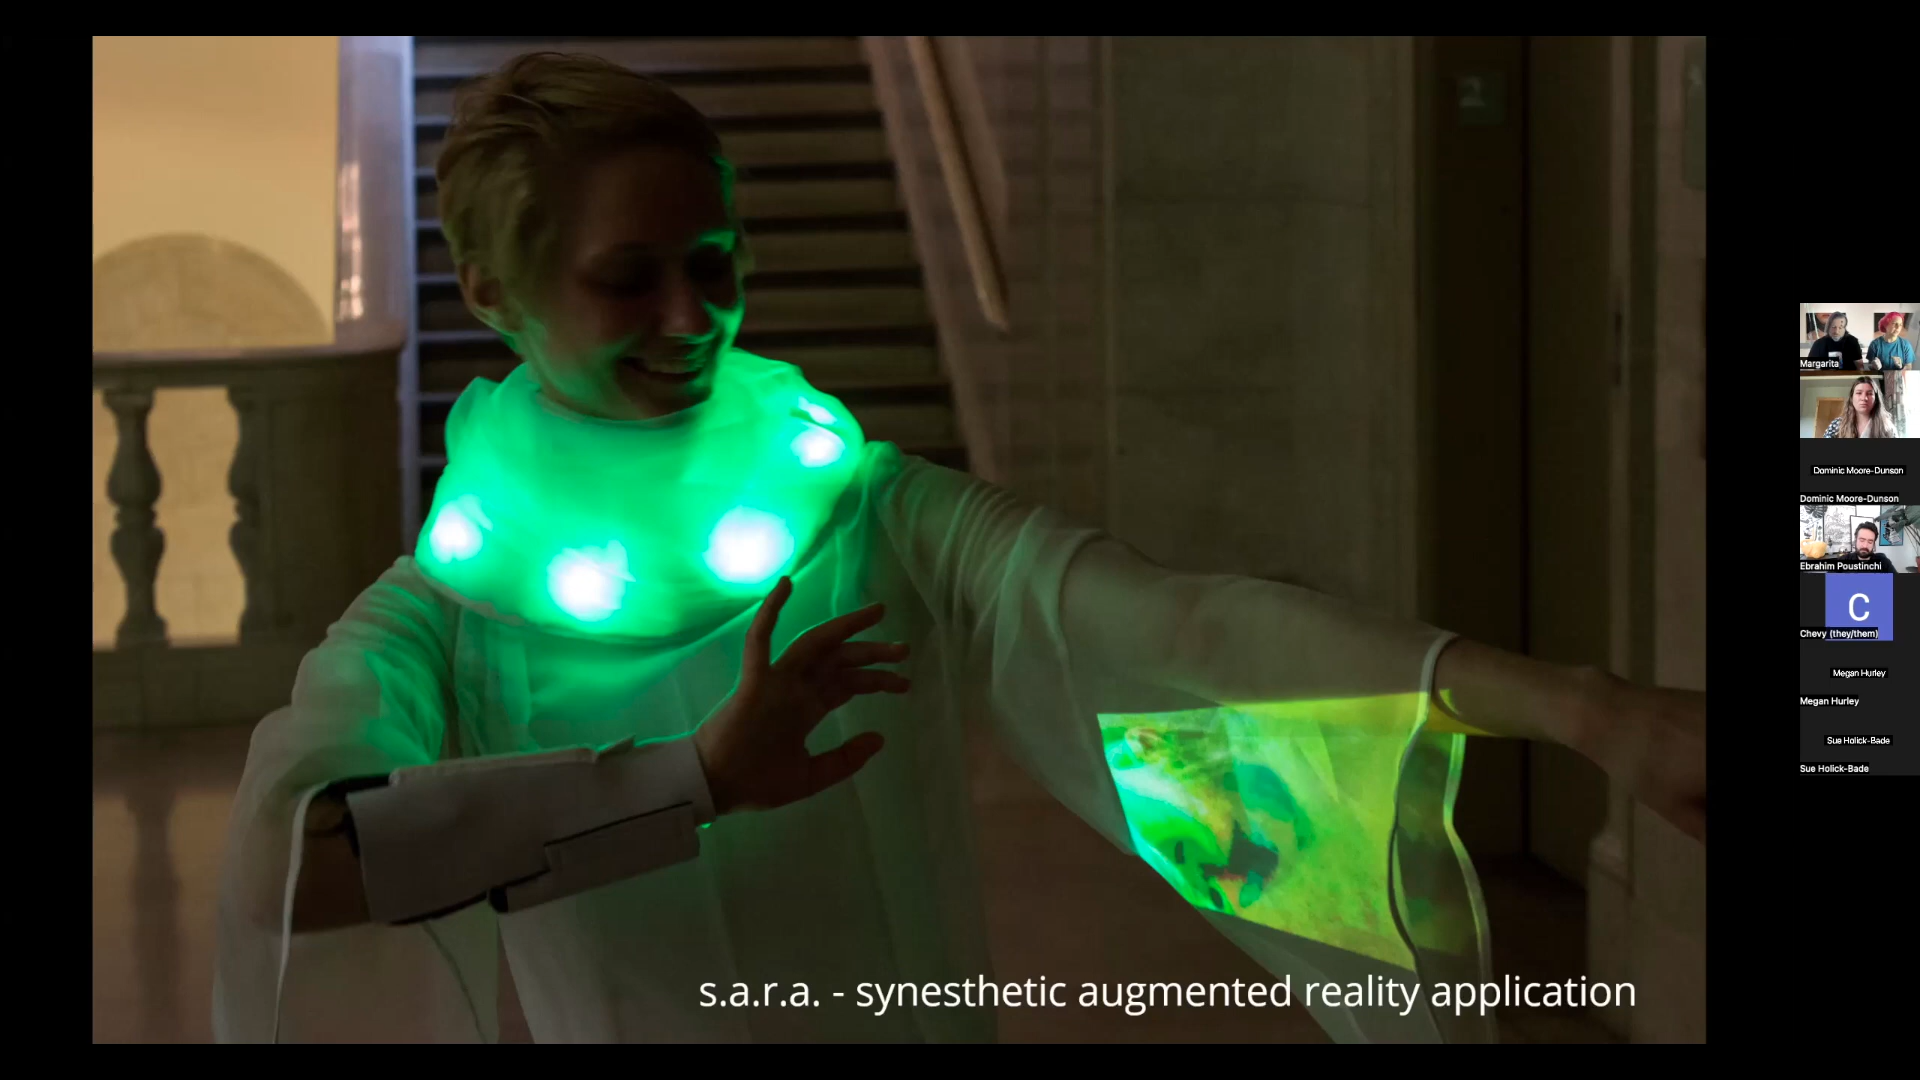 s.a.r.a. - synesthetic augmented reality application
Margarita
Dominic Moore-Dunson
Dominic Moore-Dunson
Ebrahim Poustinchi
C
Chevy (they/them)
Megan Hurley
Megan Hurley
Sue Holick-Bade
Sue Holick-Bade